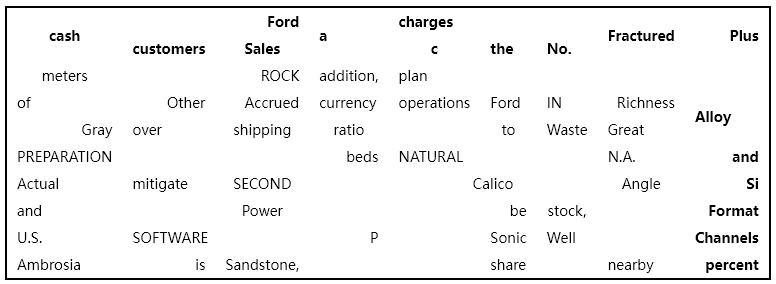 Ford charges
cash a Fractured Plus
customers Sales c the No.
meters ROCK addition, plan
of Other Accrued currency operations Ford IN Richness
Alloy
Gray over shipping ratio to Waste Great
PREPARATION beds NATURAL N.A. and
Actual mitigate SECOND Calico Angle Si
and Power be stock, Format
U.S. SOFTWARE P Sonic Well Channels
Ambrosia is Sandstone, share nearby percent